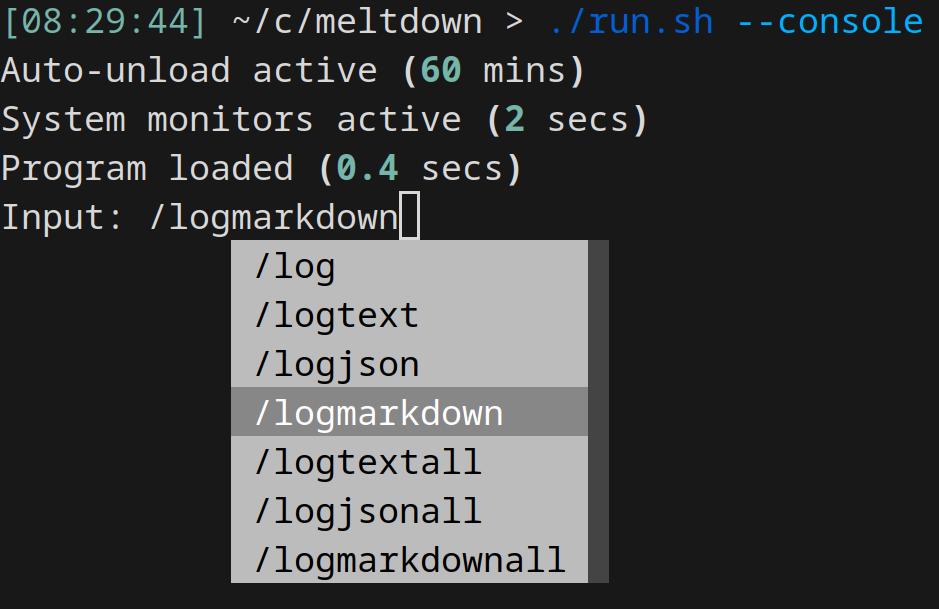 [08:29:44] ~/c/meltdown > ./run.sh --console
Auto-unload active (60 mins)
System monitors active (2 secs)
Program loaded (0.4 secs)
Input: /logmarkdown
/log
/logtext
/logjson
/logmarkdown
/logtextall
/logjsonall
/logmarkdownall